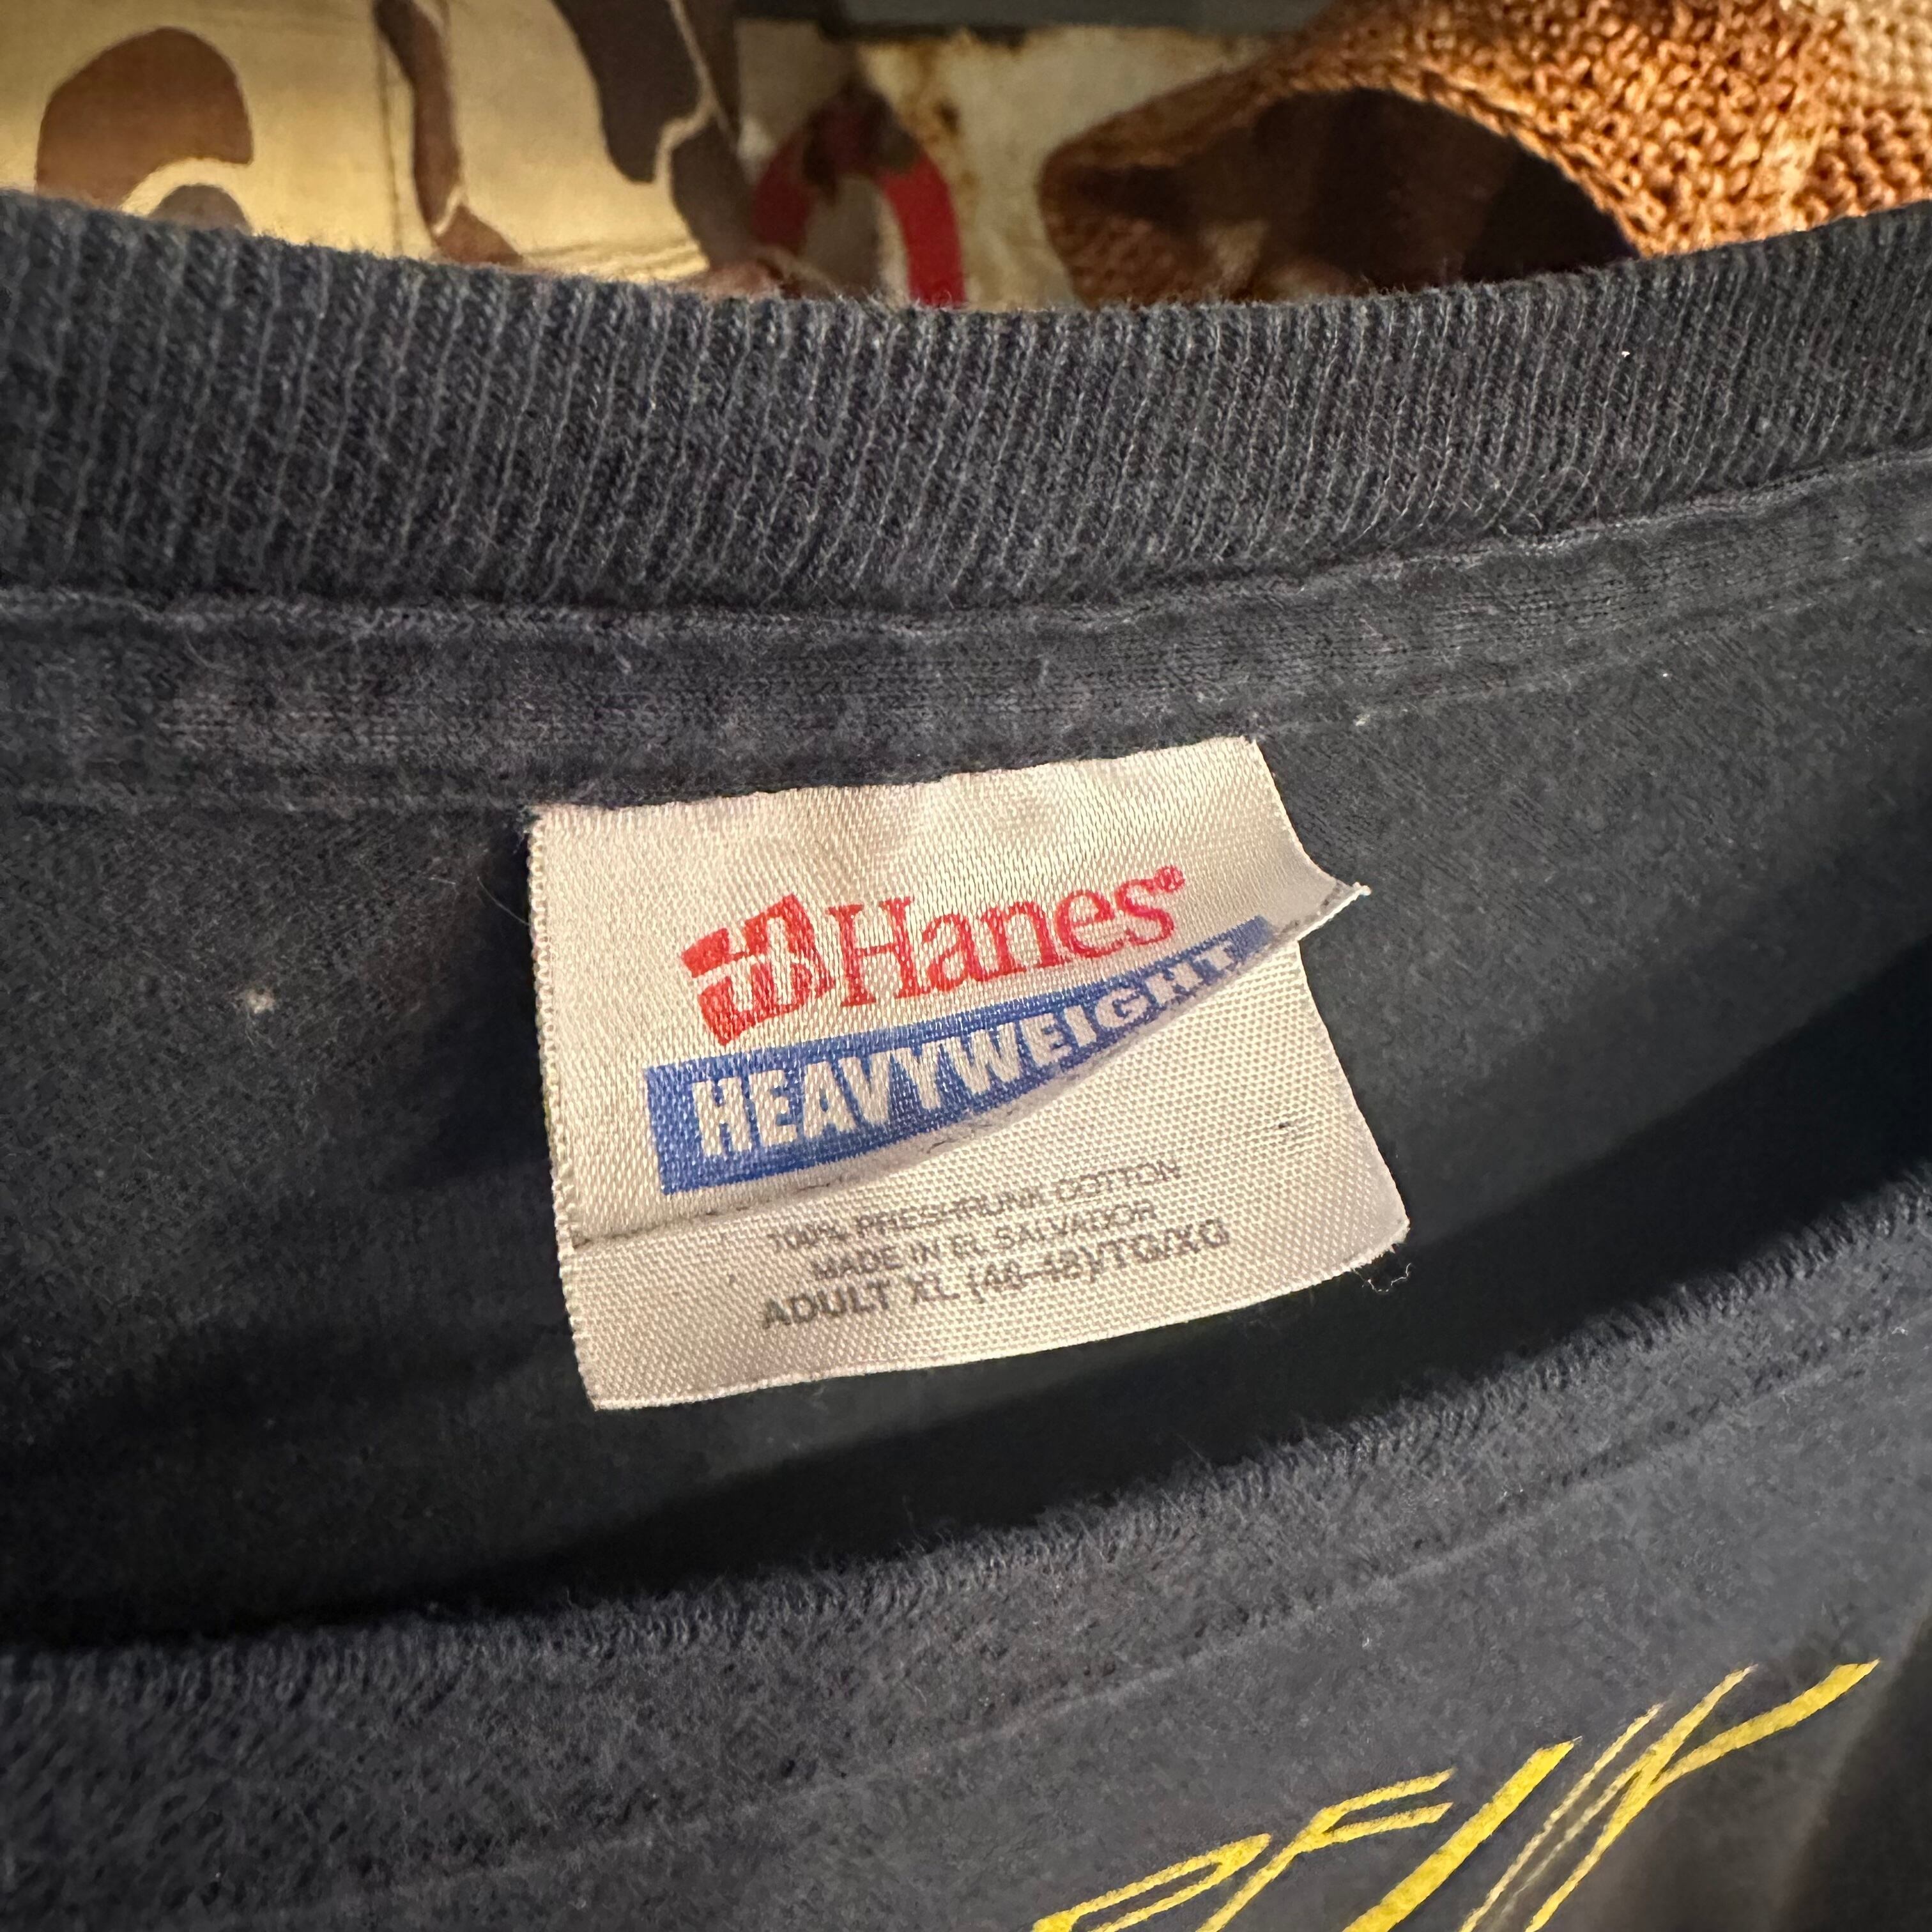 Hanes®
HEAVYWEIGHT
100% PRESHRUNK COTTON
MADE IN EL SALVADOR
ADULT XL (46-48)/TG/XG